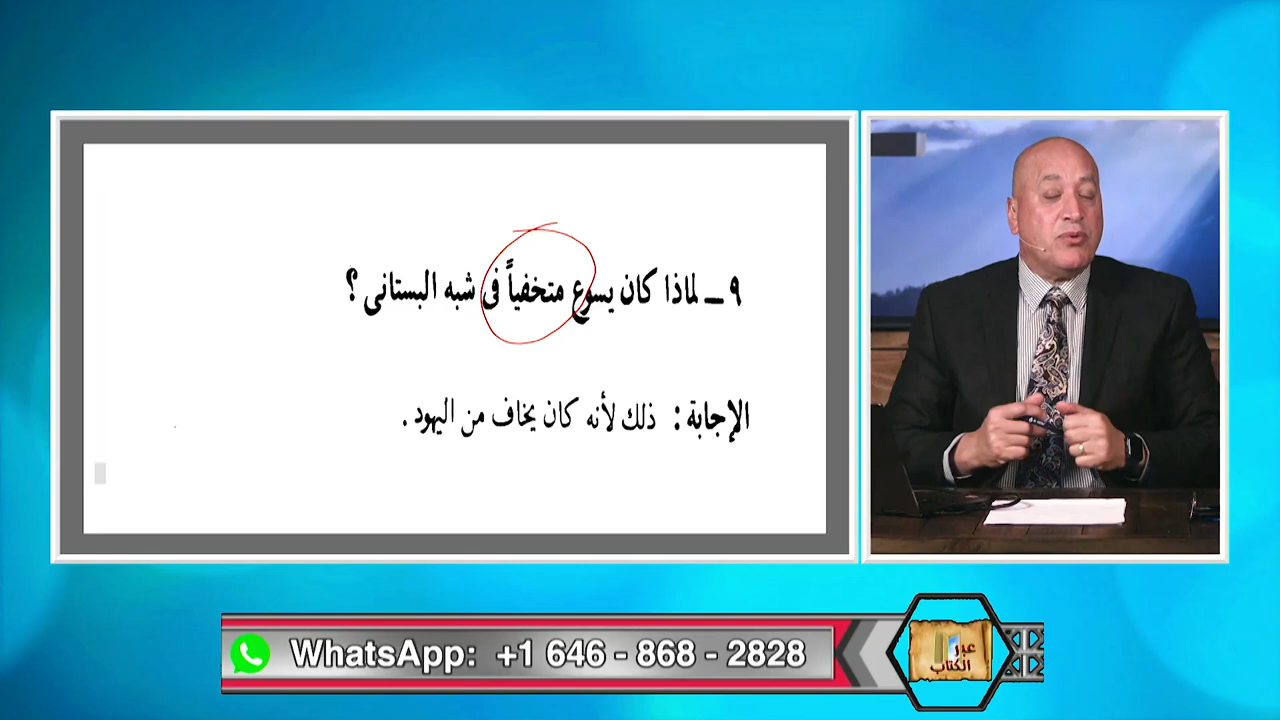 ٩ ــ لماذا كان يسوع متخفياً فى شبه البستانى ؟
الإجابة : ذلك لأنه كان يخاف من اليهود .
WhatsApp: +1 646 - 868 - 2828
عبر
الكتاب